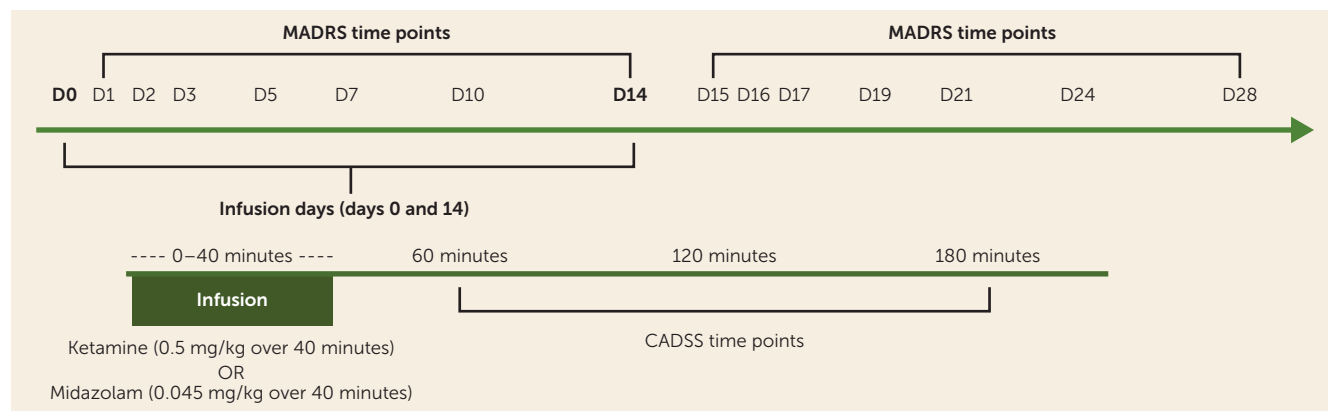 MADRS time points MADRS time points
D0 D1 D2 D3 D5 D7 D10 D14 D15 D16 D17 D19 D21 D24 D28
Infusion days (days 0 and 14)
---- 0–40 minutes ---- 60 minutes 120 minutes 180 minutes
Infusion
CADSS time points
Ketamine (0.5 mg/kg over 40 minutes)
OR
Midazolam (0.045 mg/kg over 40 minutes)